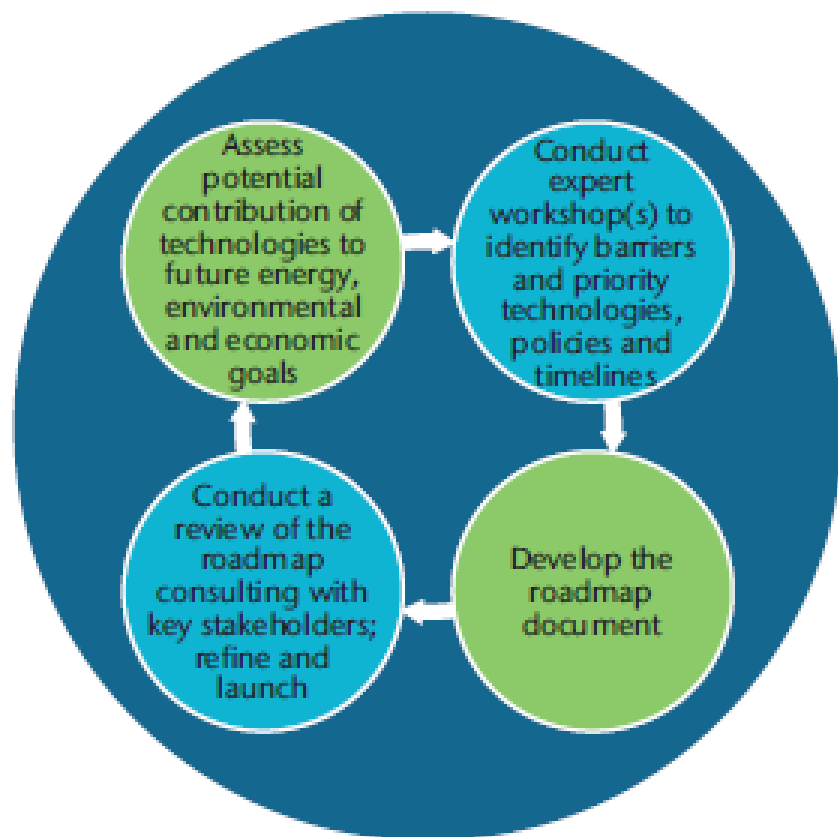 Assess
potential
contribution of
technologies to
future energy,
environmental
and economic
goals
Conduct
expert
workshop(s) to
identify barriers
and priority
technologies,
policies and
timelines
Develop the
roadmap
document
Conduct a
review of the
roadmap
consulting with
key stakeholders;
refine and
launch